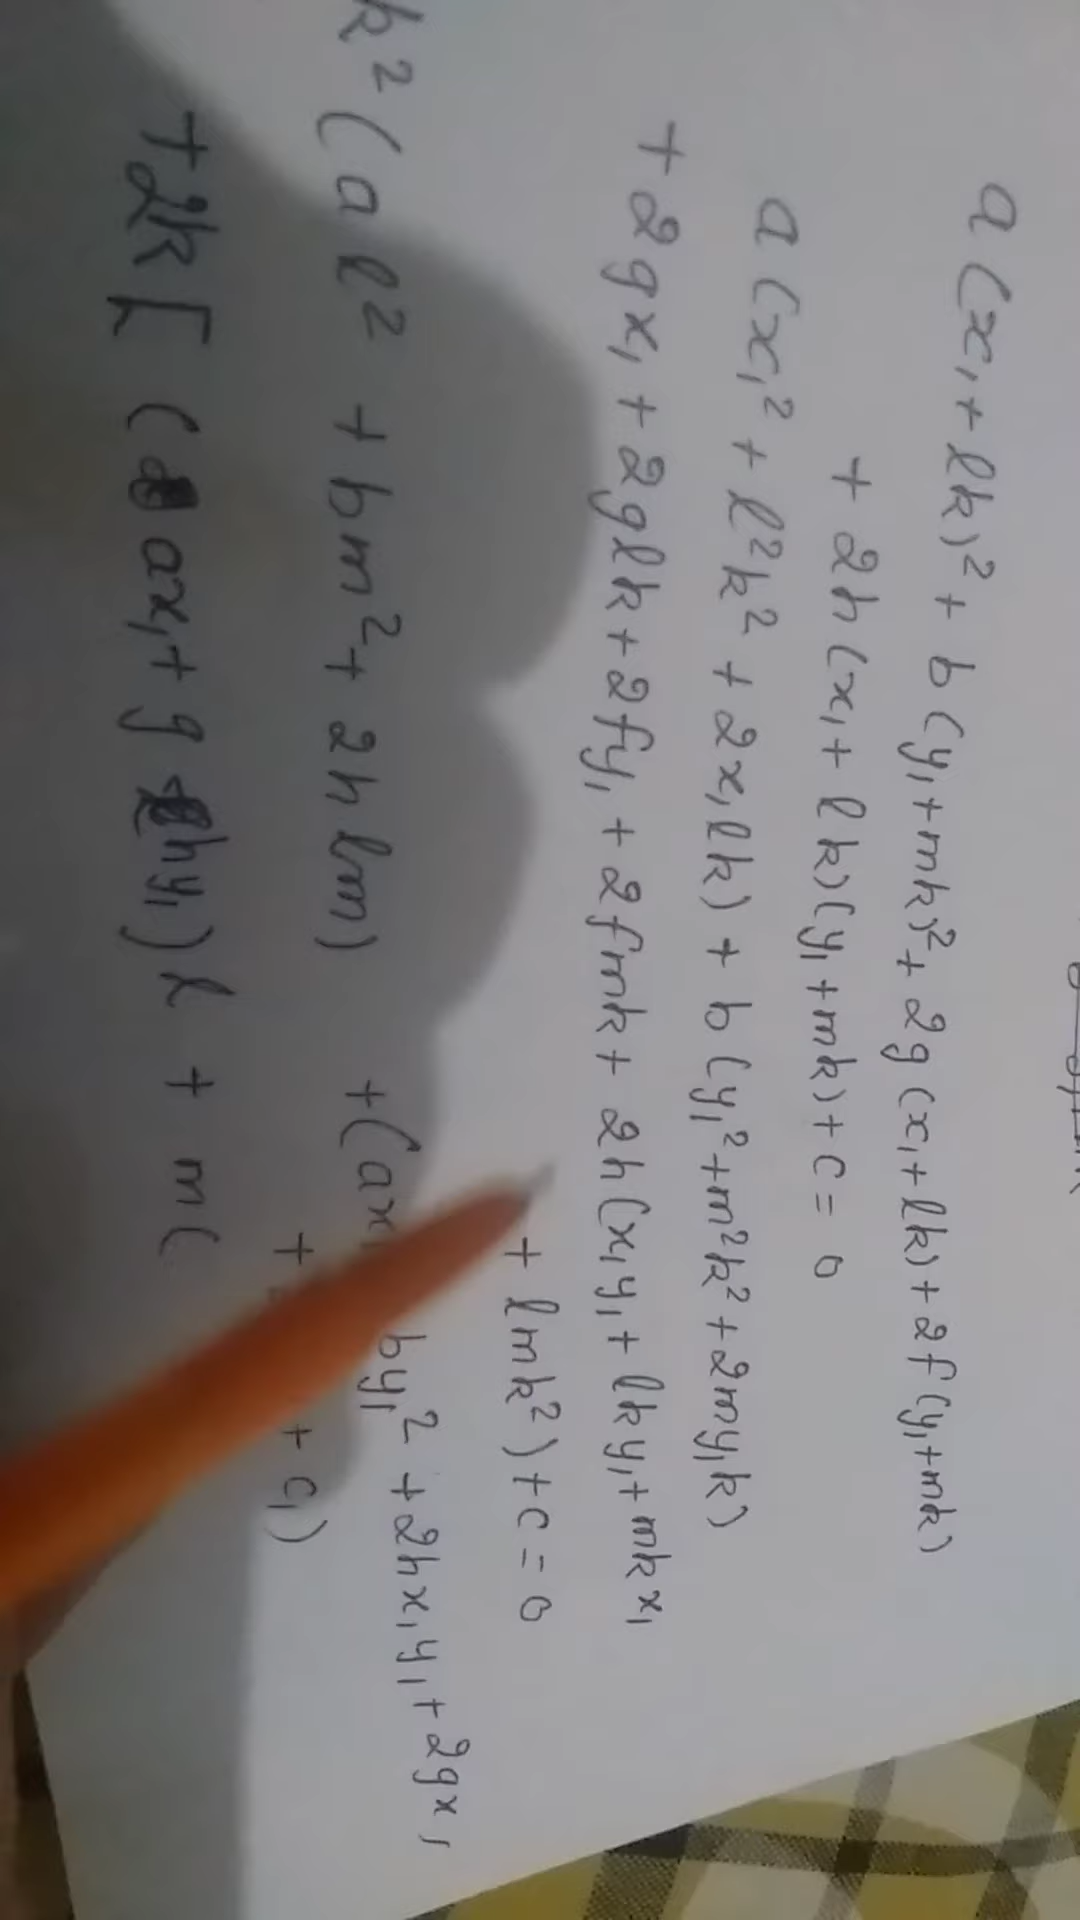 a(x₁+lk)² + b(y₁+mk)² + 2g(x₁+lk) + 2f(y₁+mk)
+ 2h(x₁+lk)(y₁+mk) + c = 0
a(x₁² + l²k² + 2x₁lk) + b(y₁² + m²k² + 2my₁k)
+ 2gx₁ + 2glk + 2fy₁ + 2fmk + 2h(x₁y₁ + lky₁ + mkx₁
+ lmk²) + c = 0
k²(al² + bm² + 2hlm) + (ax₁ by₁² + 2hx₁y₁ + 2gx₁
+ + c₁)
+2k[(ax₁ + g hy₁)l + m(